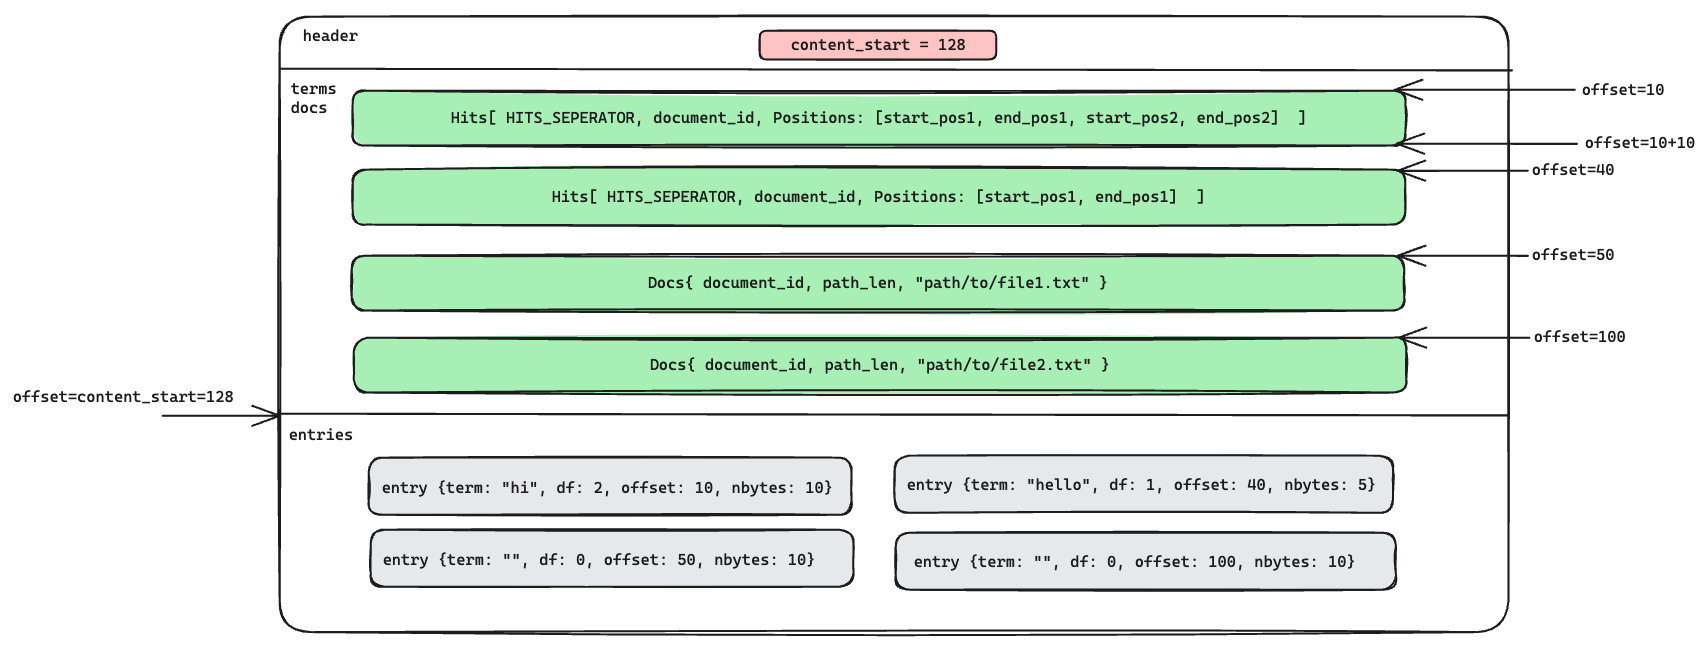 header
content_start = 128
terms
docs
Hits[ HITS_SEPERATOR, document_id, Positions: [start_pos1, end_pos1, start_pos2, end_pos2]  ]
offset=10
offset=10+10
Hits[ HITS_SEPERATOR, document_id, Positions: [start_pos1, end_pos1]  ]
offset=40
Docs{ document_id, path_len, "path/to/file1.txt" }
offset=50
Docs{ document_id, path_len, "path/to/file2.txt" }
offset=100
offset=content_start=128
entries
entry {term: "hi", df: 2, offset: 10, nbytes: 10}
entry {term: "hello", df: 1, offset: 40, nbytes: 5}
entry {term: "", df: 0, offset: 50, nbytes: 10}
entry {term: "", df: 0, offset: 100, nbytes: 10}